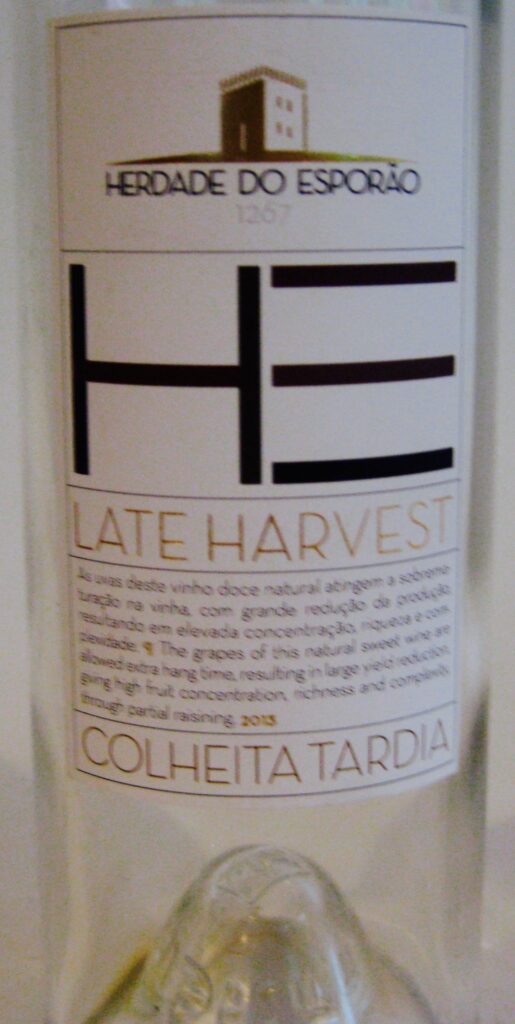 HERDADE DO ESPORÃO
1267
HE
LATE HARVEST
As uvas deste vinho doce natural atingem a sobrema-
turação na vinha, com grande redução da produção,
resultando em elevada concentração, riqueza e com-
plexidade. ¶ The grapes of this natural sweet wine are
allowed extra hang time, resulting in large yield reduction,
giving high fruit concentration, richness and complexity,
through partial raisining. 2013
COLHEITA TARDIA